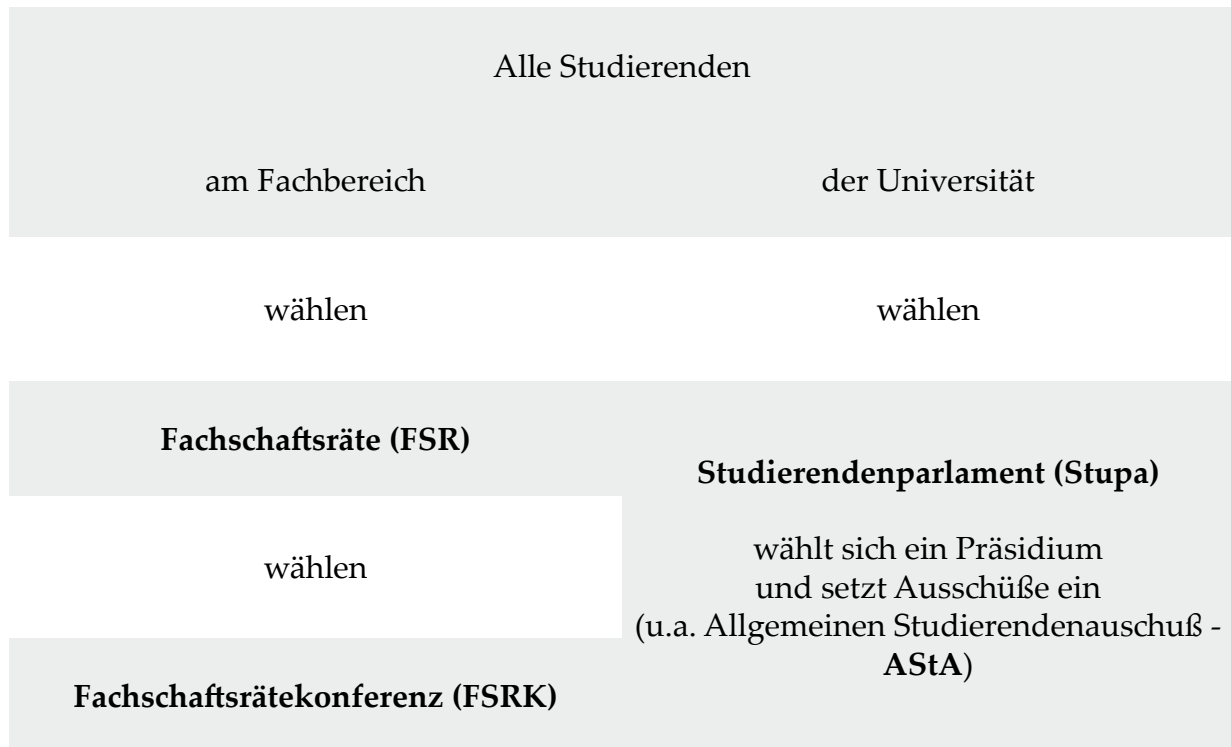 Alle Studierenden
am Fachbereich
der Universität
wählen
wählen
Fachschaftsräte (FSR)
Studierendenparlament (Stupa)
wählt sich ein Präsidium
und setzt Ausschüße ein
(u.a. Allgemeinen Studierendenauschuß -
AStA)
wählen
Fachschaftsrätekonferenz (FSRK)